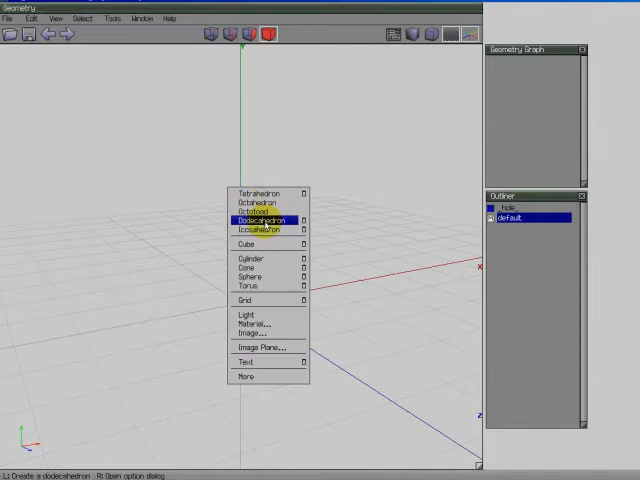 Geometry
File Edit View Select Tools Window Help
Geometry Graph
Tetrahedron
Octahedron
Octotoad
Dodecahedron
Icosahedron
Cube
Cylinder
Cone
Sphere
Torus
Grid
Light
Material...
Image...
Image Plane...
Text
More
Outliner
_hole_
M default
X
Z
L: Create a dodecahedron R: Open option dialog